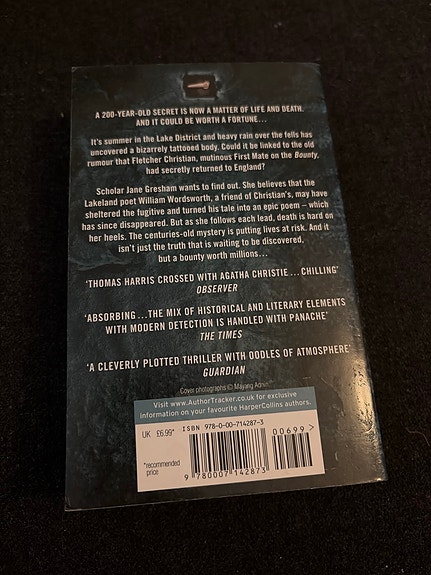 A 200-YEAR-OLD SECRET IS NOW A MATTER OF LIFE AND DEATH.
AND IT COULD BE WORTH A FORTUNE...
It's summer in the Lake District and heavy rain over the fells has
uncovered a bizarrely tattooed body. Could it be linked to the old
rumour that Fletcher Christian, mutinous First Mate on the Bounty,
had secretly returned to England?
Scholar Jane Gresham wants to find out. She believes that the
Lakeland poet William Wordsworth, a friend of Christian's, may have
sheltered the fugitive and turned his tale into an epic poem – which
has since disappeared. But as she follows each lead, death is hard on
her heels. The centuries-old mystery is putting lives at risk. And it
isn't just the truth that is waiting to be discovered,
but a bounty worth millions...
'THOMAS HARRIS CROSSED WITH AGATHA CHRISTIE ... CHILLING'
OBSERVER
'ABSORBING ... THE MIX OF HISTORICAL AND LITERARY ELEMENTS
WITH MODERN DETECTION IS HANDLED WITH PANACHE'
THE TIMES
'A CLEVERLY PLOTTED THRILLER WITH OODLES OF ATMOSPHERE'
GUARDIAN
Cover photographs © Mayang Adnin
Visit www.AuthorTracker.co.uk for exclusive
information on your favourite HarperCollins authors.
UK £6.99*
ISBN 978-0-00-714287-3
00699 >
*recommended
price
9 780007 142873